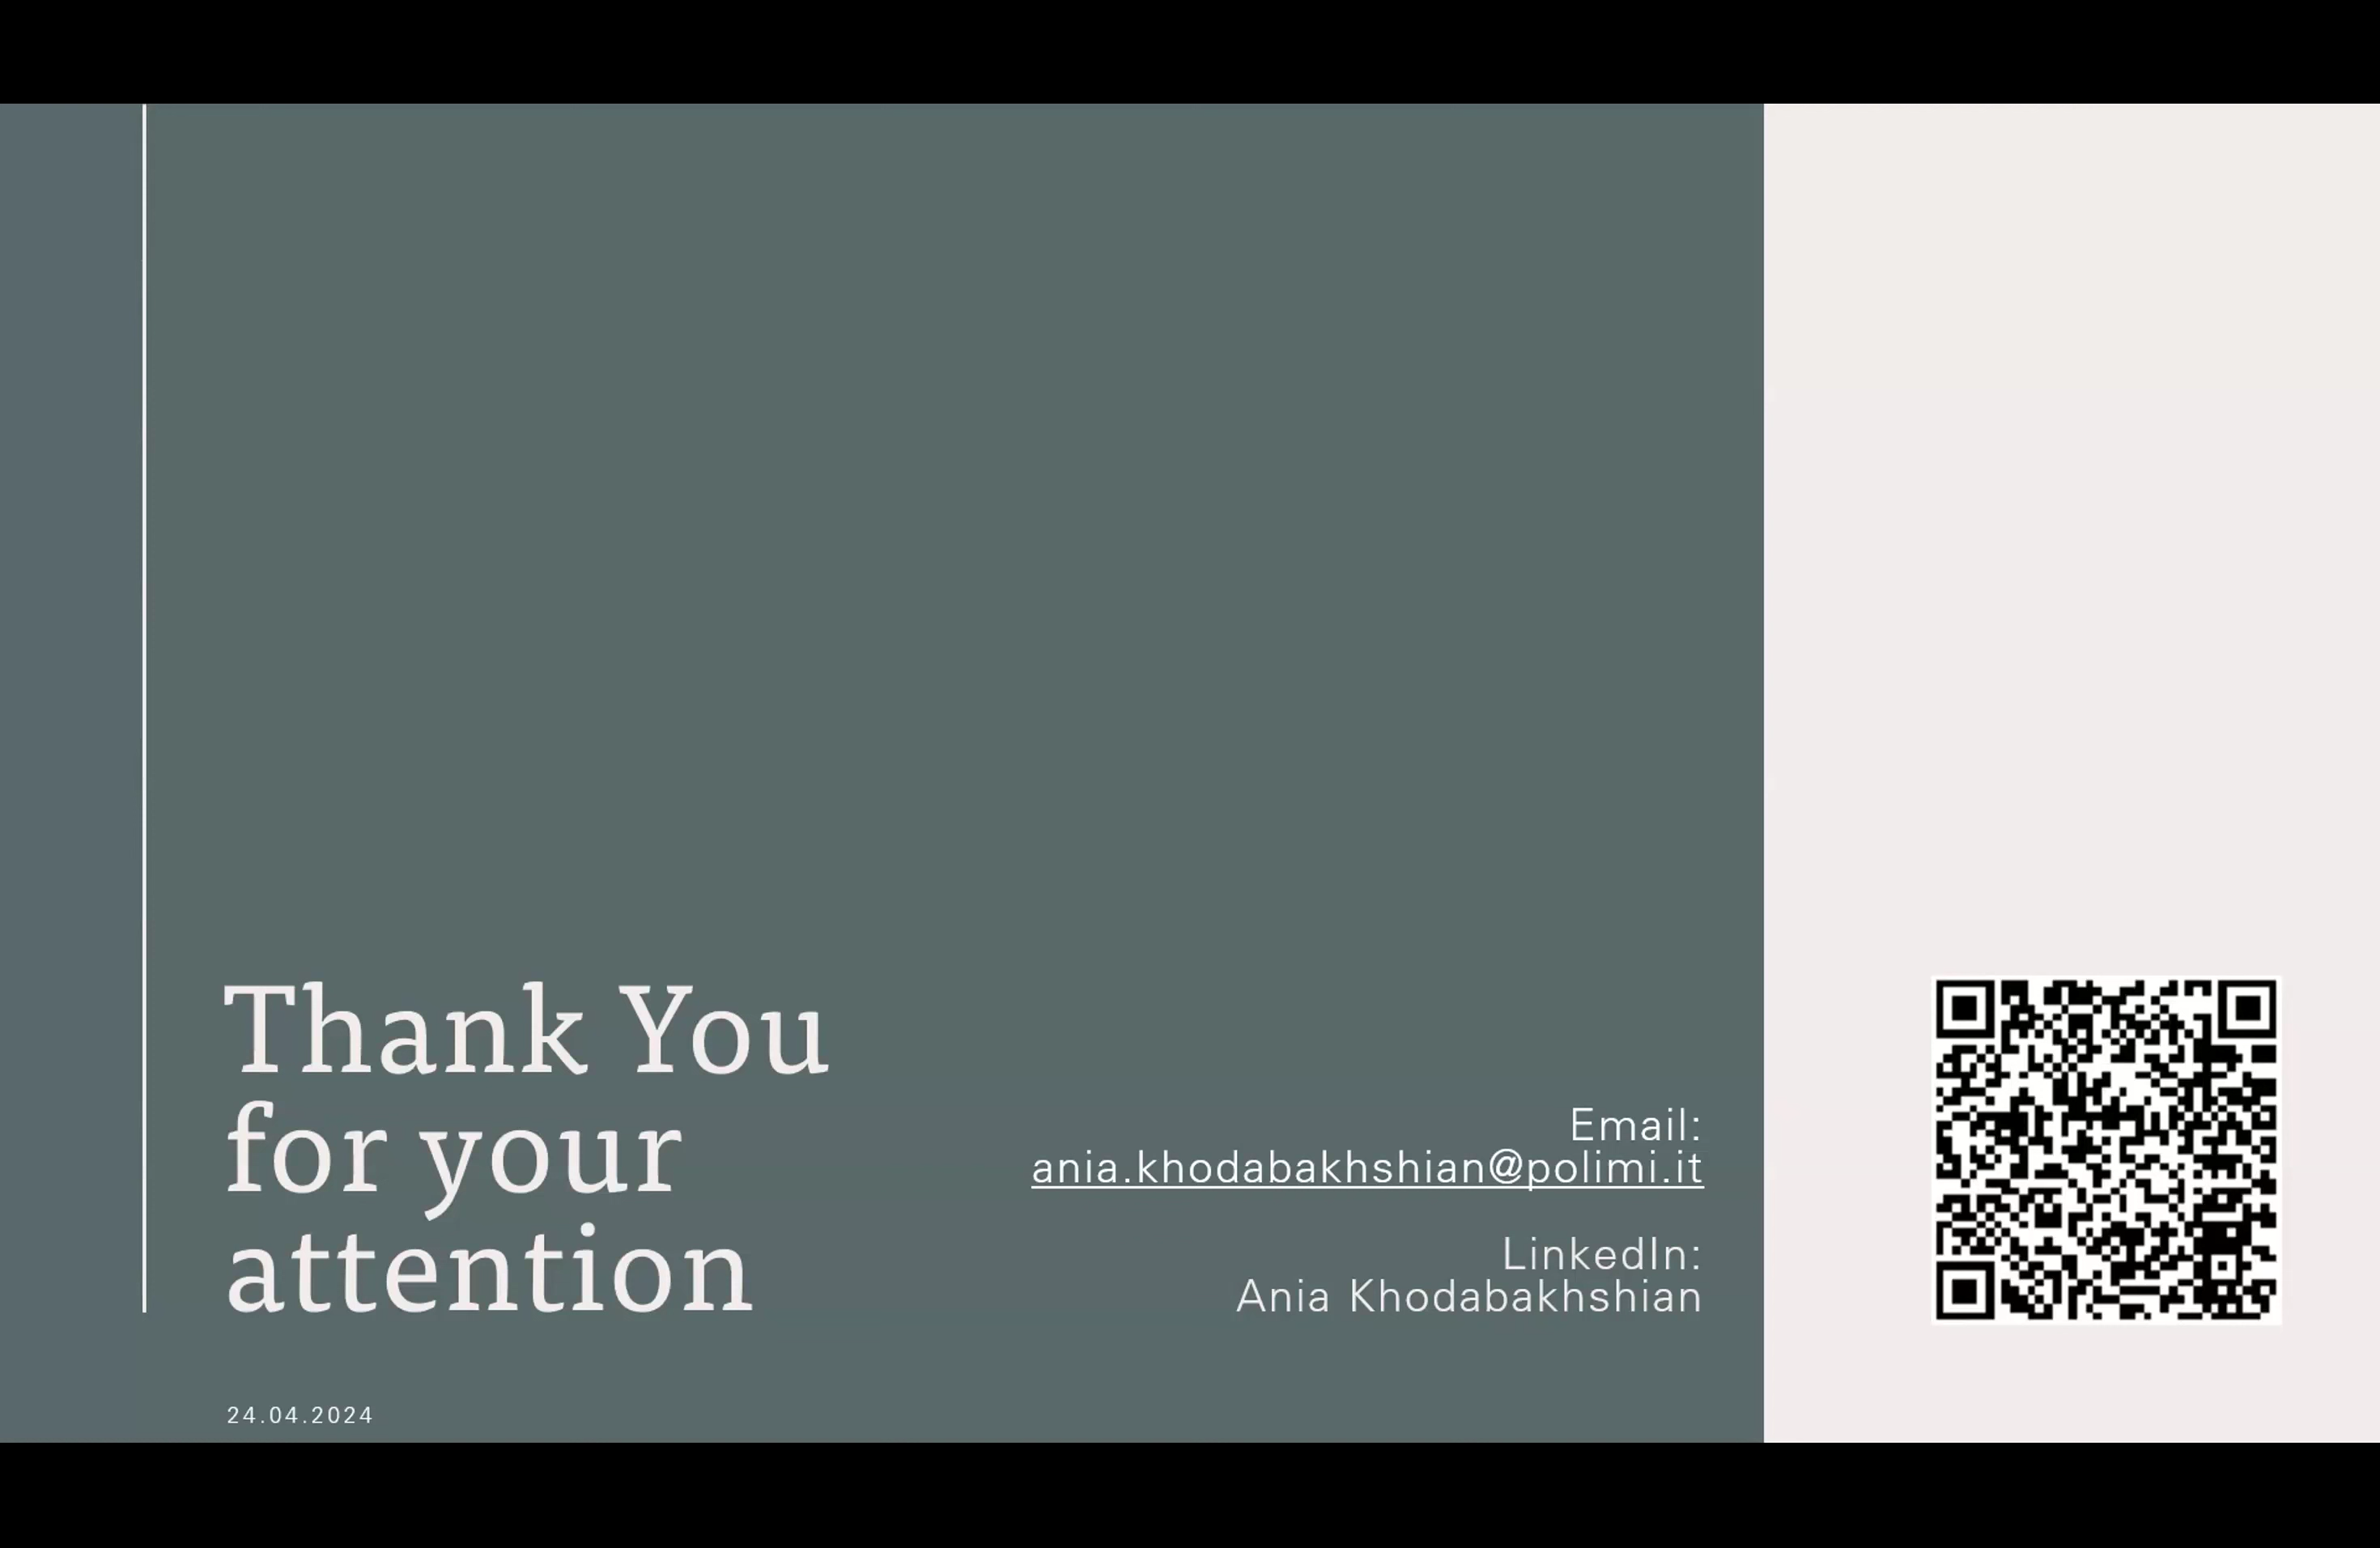 Thank You
for your
attention
Email:
ania.khodabakhshian@polimi.it
LinkedIn:
Ania Khodabakhshian
24.04.2024